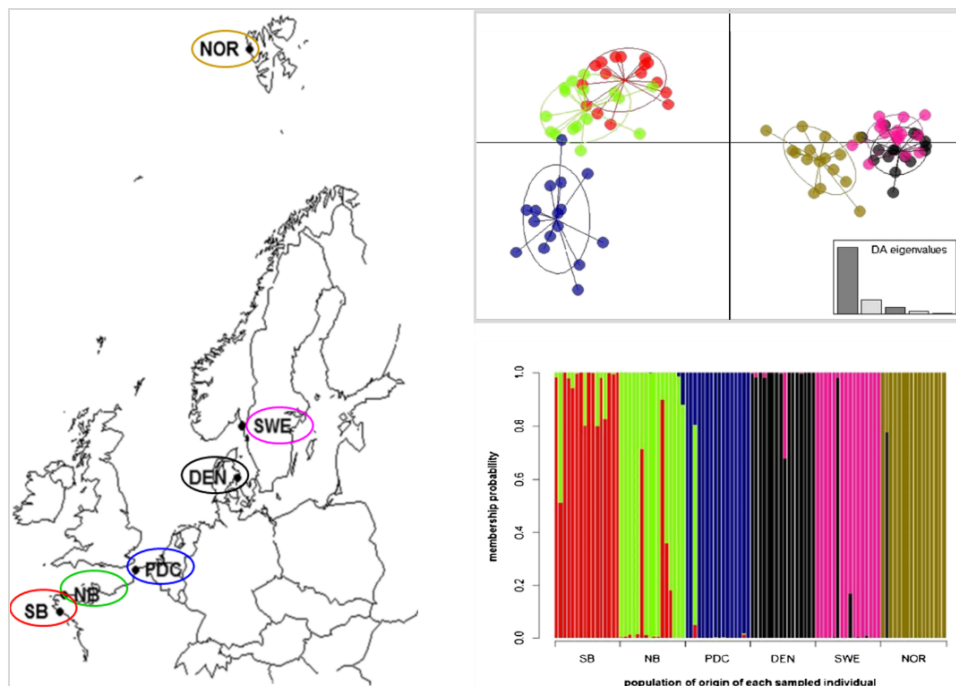 NOR
SWE
DEN
PDC
NB
SB
DA eigenvalues
membership probability
1.0
0.8
0.6
0.4
0.2
0.0
SB NB PDC DEN SWE NOR
population of origin of each sampled individual